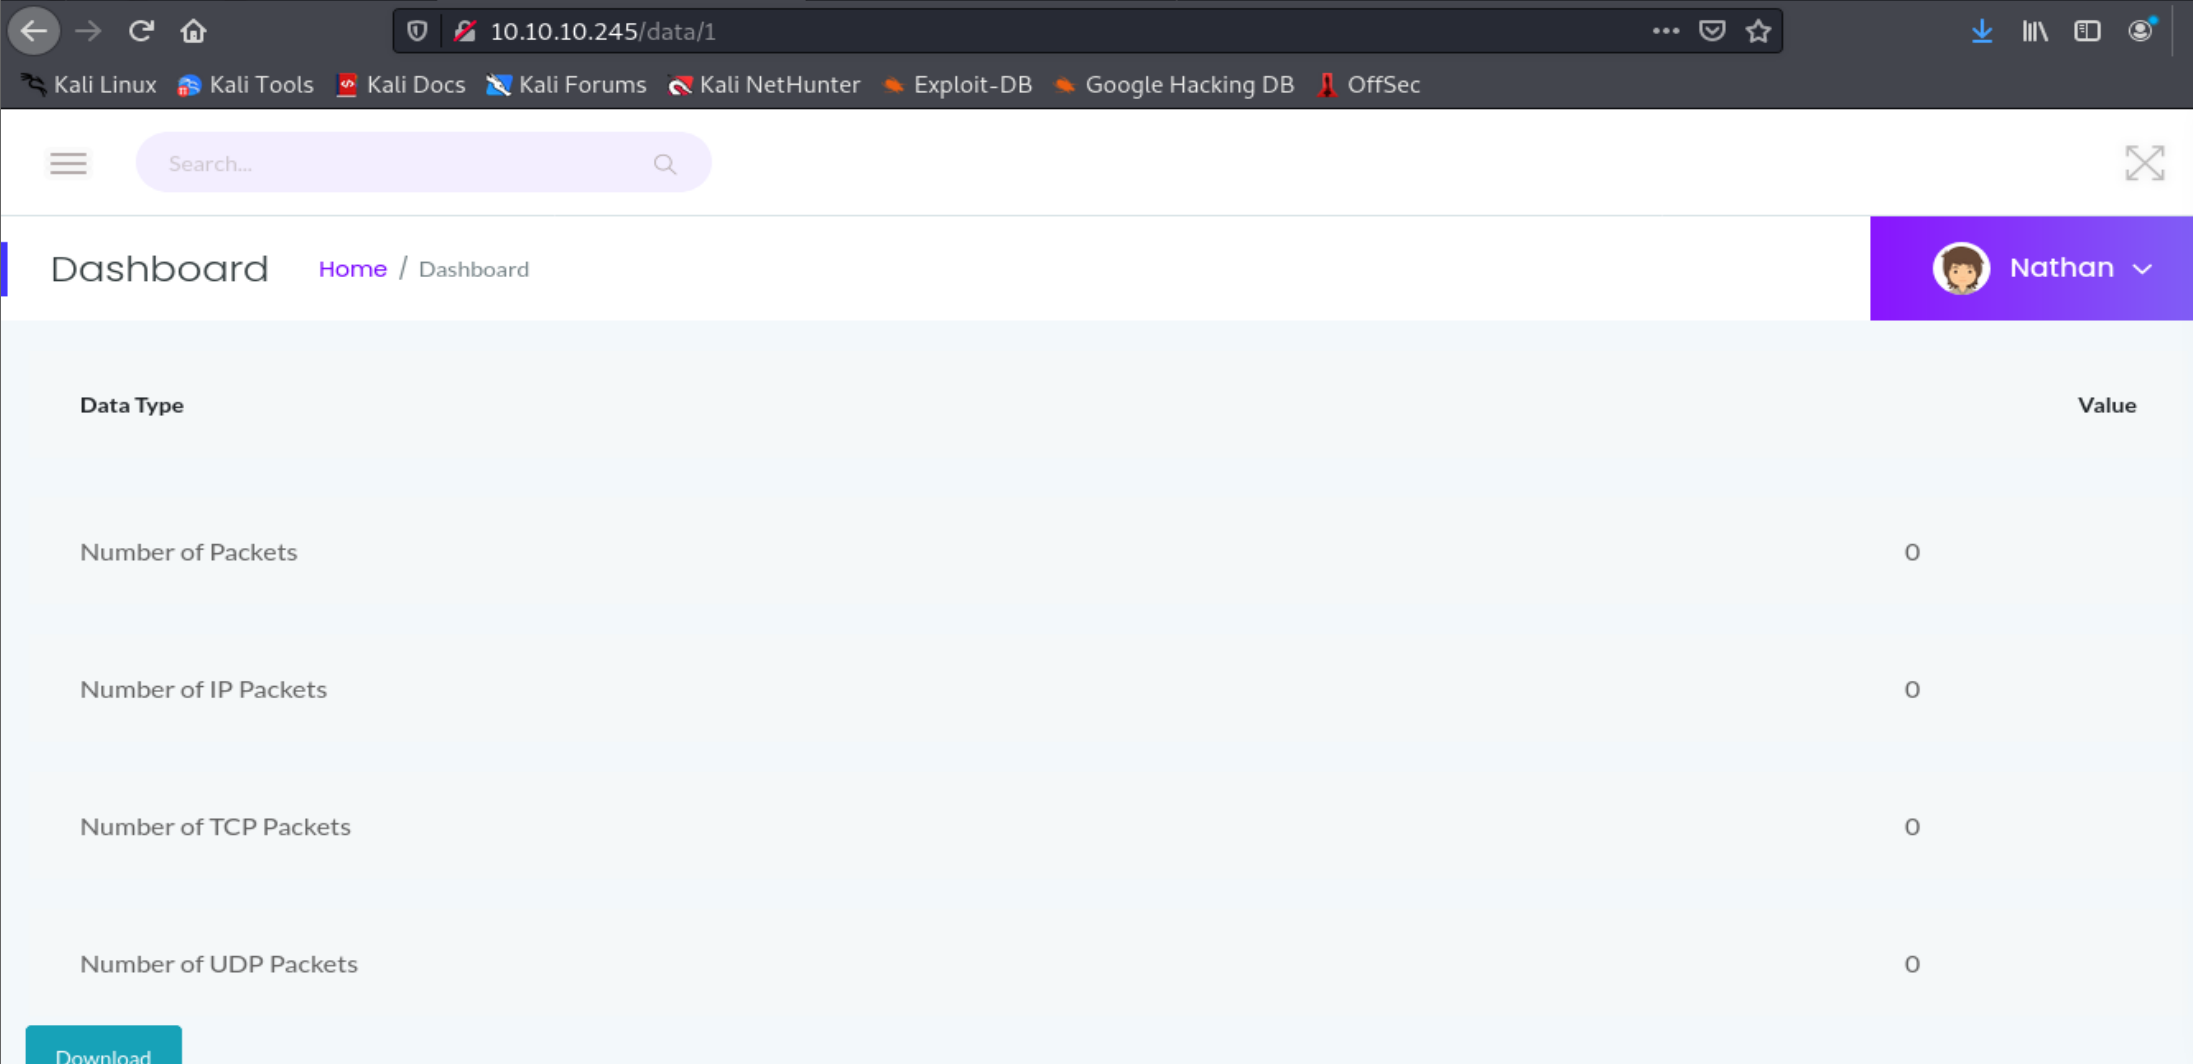 10.10.10.245/data/1
Kali Linux Kali Tools Kali Docs Kali Forums Kali NetHunter Exploit-DB Google Hacking DB OffSec
Search...
Dashboard Home / Dashboard Nathan
Data Type Value
Number of Packets 0
Number of IP Packets 0
Number of TCP Packets 0
Number of UDP Packets 0
Download